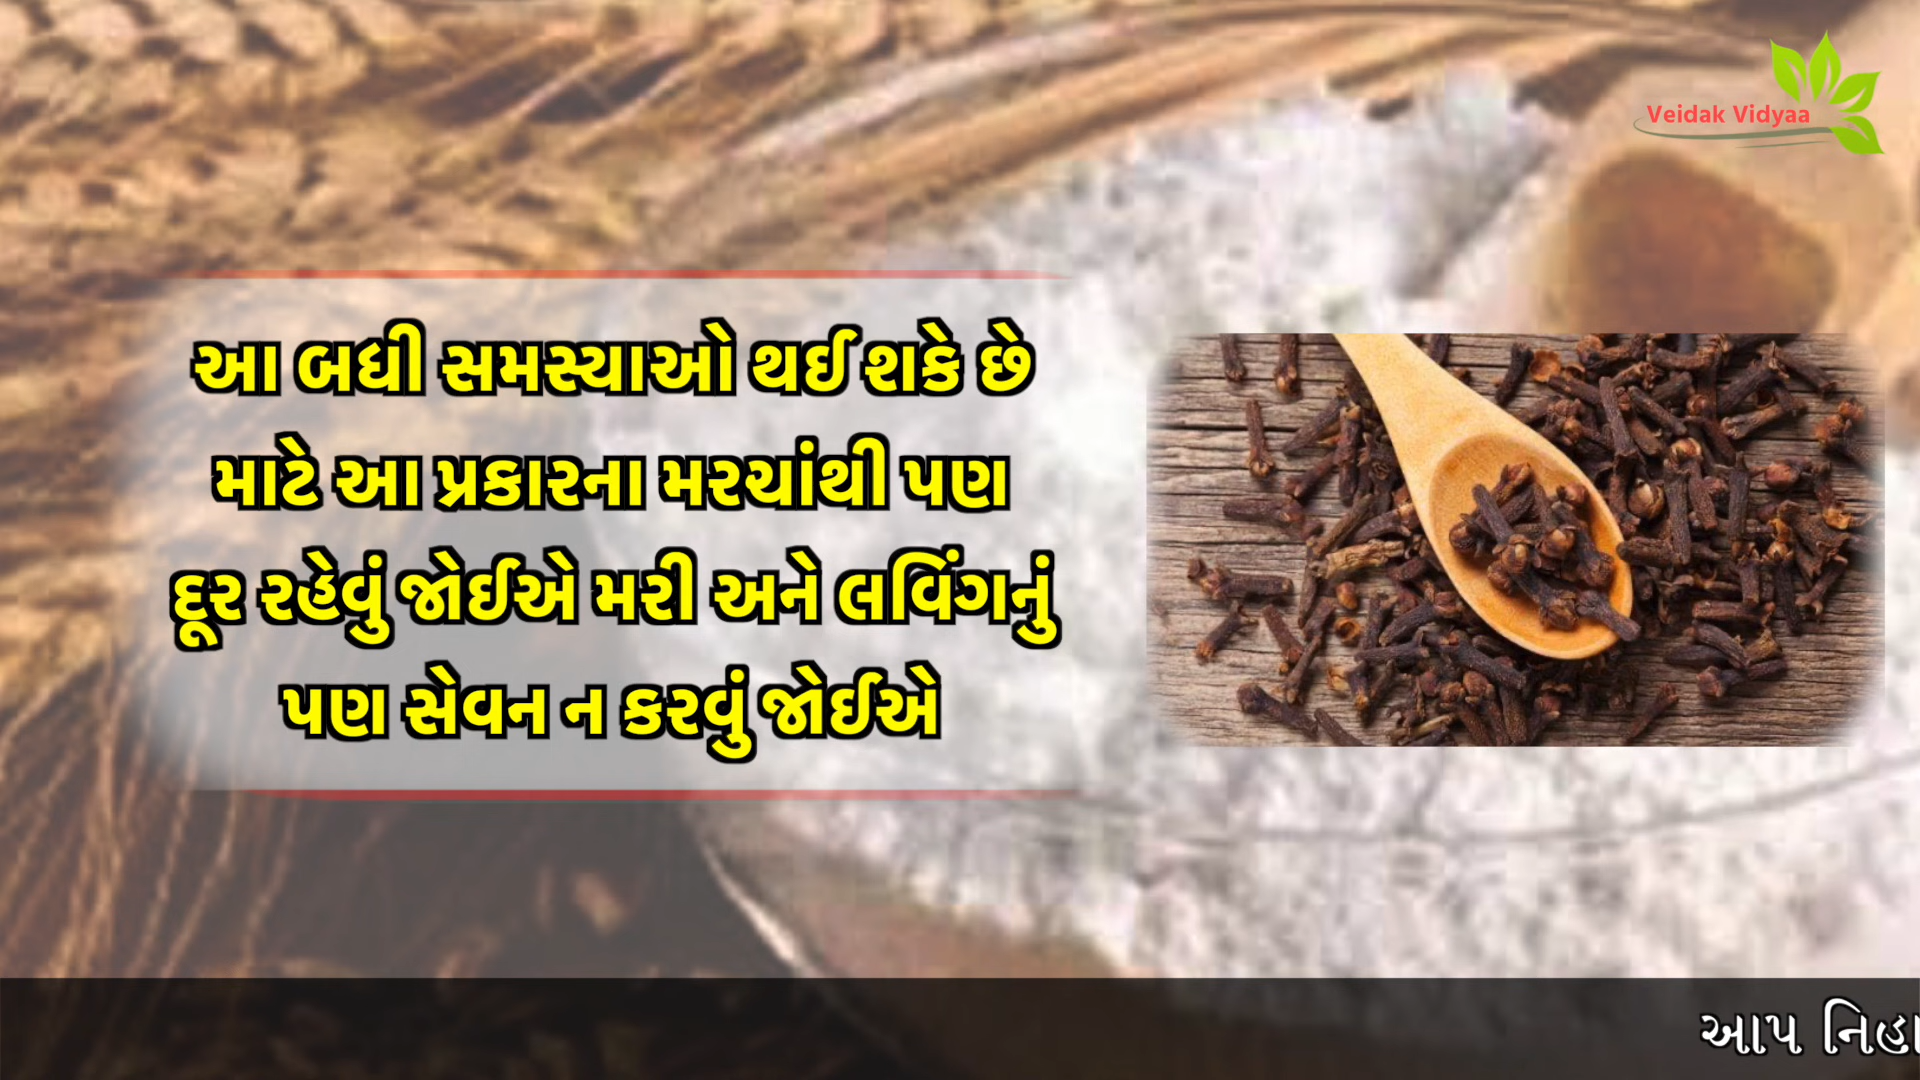 Veidak Vidyaa
આ બધી સમસ્યાઓ થઈ શકે છે
માટે આ પ્રકારના મરચાંથી પણ
દૂર રહેવું જોઈએ મરી અને લવિંગનું
પણ સેવન ન કરવું જોઈએ
આપ નિહા